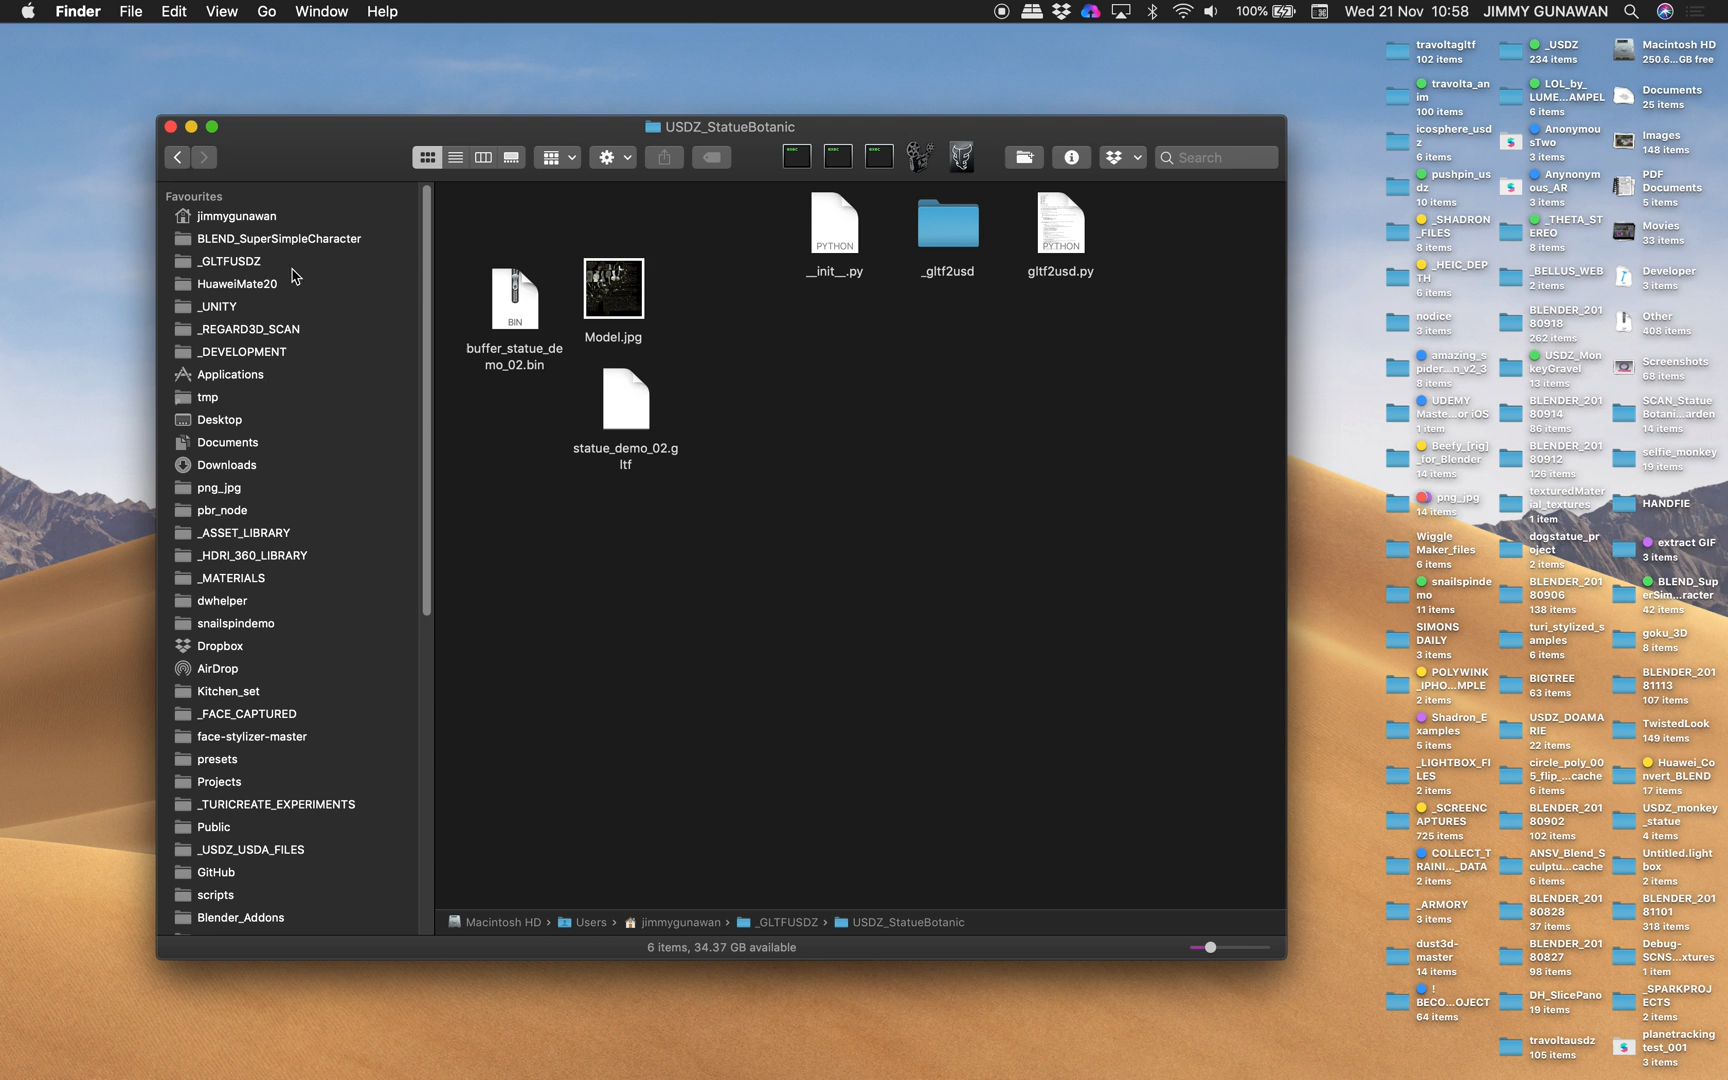 Finder File Edit View Go Window Help
100% Wed 21 Nov 10:58 JIMMY GUNAWAN
USDZ_StatueBotanic
exec
exec
exec
Search
Favourites
jimmygunawan
BLEND_SuperSimpleCharacter
_GLTFUSDZ
HuaweiMate20
_UNITY
_REGARD3D_SCAN
_DEVELOPMENT
Applications
tmp
Desktop
Documents
Downloads
png_jpg
pbr_node
_ASSET_LIBRARY
_HDRI_360_LIBRARY
_MATERIALS
dwhelper
snailspindemo
Dropbox
AirDrop
Kitchen_set
_FACE_CAPTURED
face-stylizer-master
presets
Projects
_TURICREATE_EXPERIMENTS
Public
_USDZ_USDA_FILES
GitHub
scripts
Blender_Addons
BIN
buffer_statue_de
mo_02.bin
Model.jpg
statue_demo_02.g
ltf
PYTHON
__init__.py
_gltf2usd
PYTHON
gltf2usd.py
Macintosh HD › Users › jimmygunawan › _GLTFUSDZ › USDZ_StatueBotanic
6 items, 34.37 GB available
travoltagltf
102 items
travolta_an
im
100 items
icosphere_usd
z
6 items
pushpin_us
dz
10 items
_SHADRON
_FILES
8 items
_HEIC_DEP
TH
6 items
nodice
3 items
amazing_s
pider...n_v2_3
8 items
UDEMY
Maste...or iOS
1 item
Beefy_[rig]
_for_Blender
14 items
png_jpg
14 items
Wiggle
Maker_files
6 items
snailspinde
mo
11 items
SIMONS
DAILY
3 items
POLYWINK
_IPHO...MPLE
2 items
Shadron_E
xamples
5 items
_LIGHTBOX_FI
LES
2 items
_SCREENC
APTURES
725 items
COLLECT_T
RAINI..._DATA
2 items
_ARMORY
3 items
dust3d-
master
14 items
!
BECO...OJECT
64 items
_USDZ
234 items
LOL_by_
LUME...AMPEL
6 items
Anonymou
sTwo
3 items
Anynonym
ous_AR
3 items
_THETA_ST
EREO
8 items
_BELLUS_WEB
2 items
BLENDER_201
80918
262 items
USDZ_Mon
keyGravel
13 items
BLENDER_201
80914
86 items
BLENDER_201
80912
126 items
texturedMater
ial_textures
1 item
dogstatue_pr
oject
2 items
BLENDER_201
80906
138 items
turi_stylized_s
amples
6 items
BIGTREE
63 items
USDZ_DOAMA
RIE
22 items
circle_poly_00
5_flip_...cache
6 items
BLENDER_201
80902
102 items
ANSV_Blend_S
culptu...cache
6 items
BLENDER_201
80828
37 items
BLENDER_201
80827
98 items
DH_SlicePano
19 items
travoltausdz
105 items
Macintosh HD
250.6...GB free
Documents
25 items
Images
148 items
PDF
Documents
5 items
Movies
33 items
Developer
3 items
Other
408 items
Screenshots
68 items
SCAN_Statue
Botani...arden
14 items
selfie_monkey
19 items
HANDFIE
extract GIF
3 items
BLEND_Sup
erSim...racter
42 items
goku_3D
8 items
BLENDER_201
81113
107 items
TwistedLook
149 items
Huawei_Co
nvert_BLEND
17 items
USDZ_monkey
_statue
4 items
Untitled.light
box
2 items
BLENDER_201
81101
318 items
Debug-
SCNS...xtures
1 item
_SPARKPROJ
ECTS
2 items
planetracking
test_001
3 items